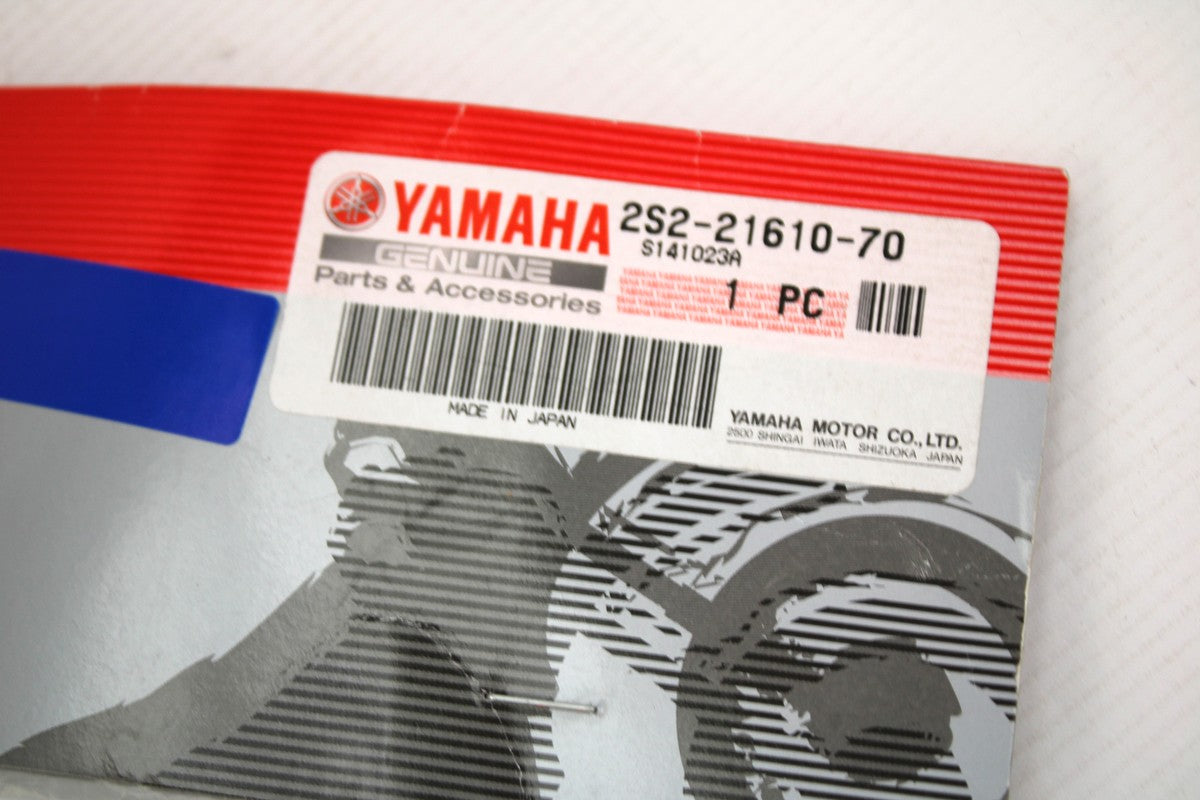 YAMAHA 2S2-21610-70
GENUINE S141023A
Parts & Accessories 1 PC
MADE IN JAPAN
YAMAHA MOTOR CO.,LTD.
2500 SHINGAI IWATA SHIZUOKA JAPAN